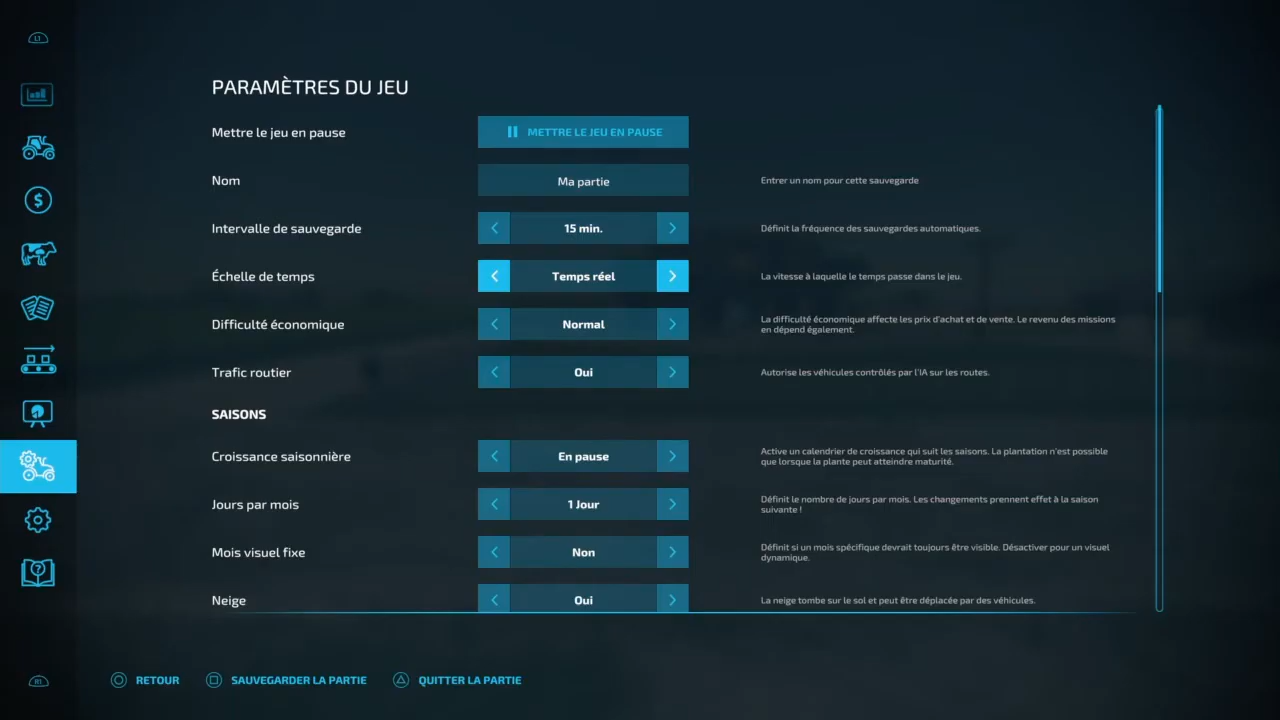 L1
PARAMÈTRES DU JEU
Mettre le jeu en pause
METTRE LE JEU EN PAUSE
Nom
Ma partie
Entrer un nom pour cette sauvegarde
Intervalle de sauvegarde
15 min.
Définit la fréquence des sauvegardes automatiques.
Échelle de temps
Temps réel
La vitesse à laquelle le temps passe dans le jeu.
Difficulté économique
Normal
La difficulté économique affecte les prix d'achat et de vente. Le revenu des missions
en dépend également.
Trafic routier
Oui
Autorise les véhicules contrôlés par l'IA sur les routes.
SAISONS
Croissance saisonnière
En pause
Active un calendrier de croissance qui suit les saisons. La plantation n'est possible
que lorsque la plante peut atteindre maturité.
Jours par mois
1 Jour
Définit le nombre de jours par mois. Les changements prennent effet à la saison
suivante !
Mois visuel fixe
Non
Définit si un mois spécifique devrait toujours être visible. Désactiver pour un visuel
dynamique.
Neige
Oui
La neige tombe sur le sol et peut être déplacée par des véhicules.
R1
RETOUR
SAUVEGARDER LA PARTIE
QUITTER LA PARTIE